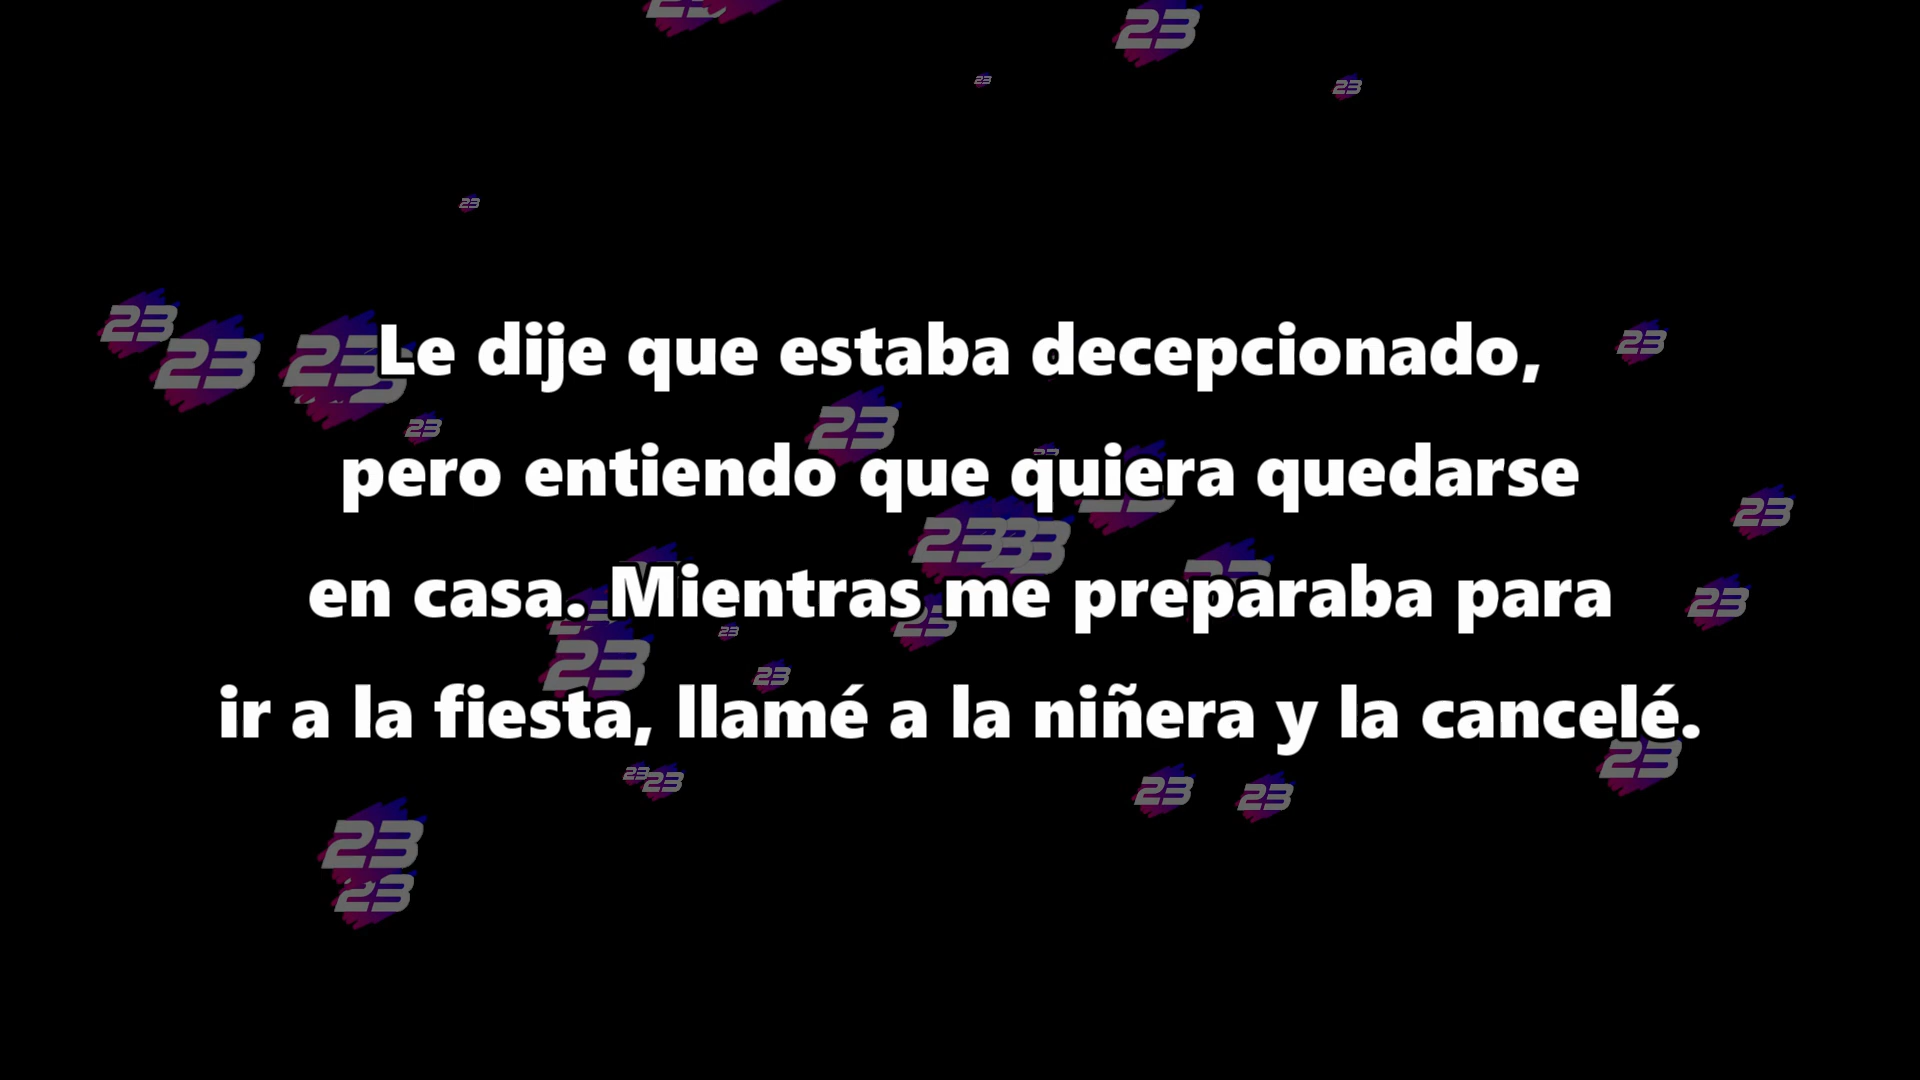 Le dije que estaba decepcionado,
pero entiendo que quiera quedarse
en casa. Mientras me preparaba para
ir a la fiesta, llamé a la niñera y la cancelé.